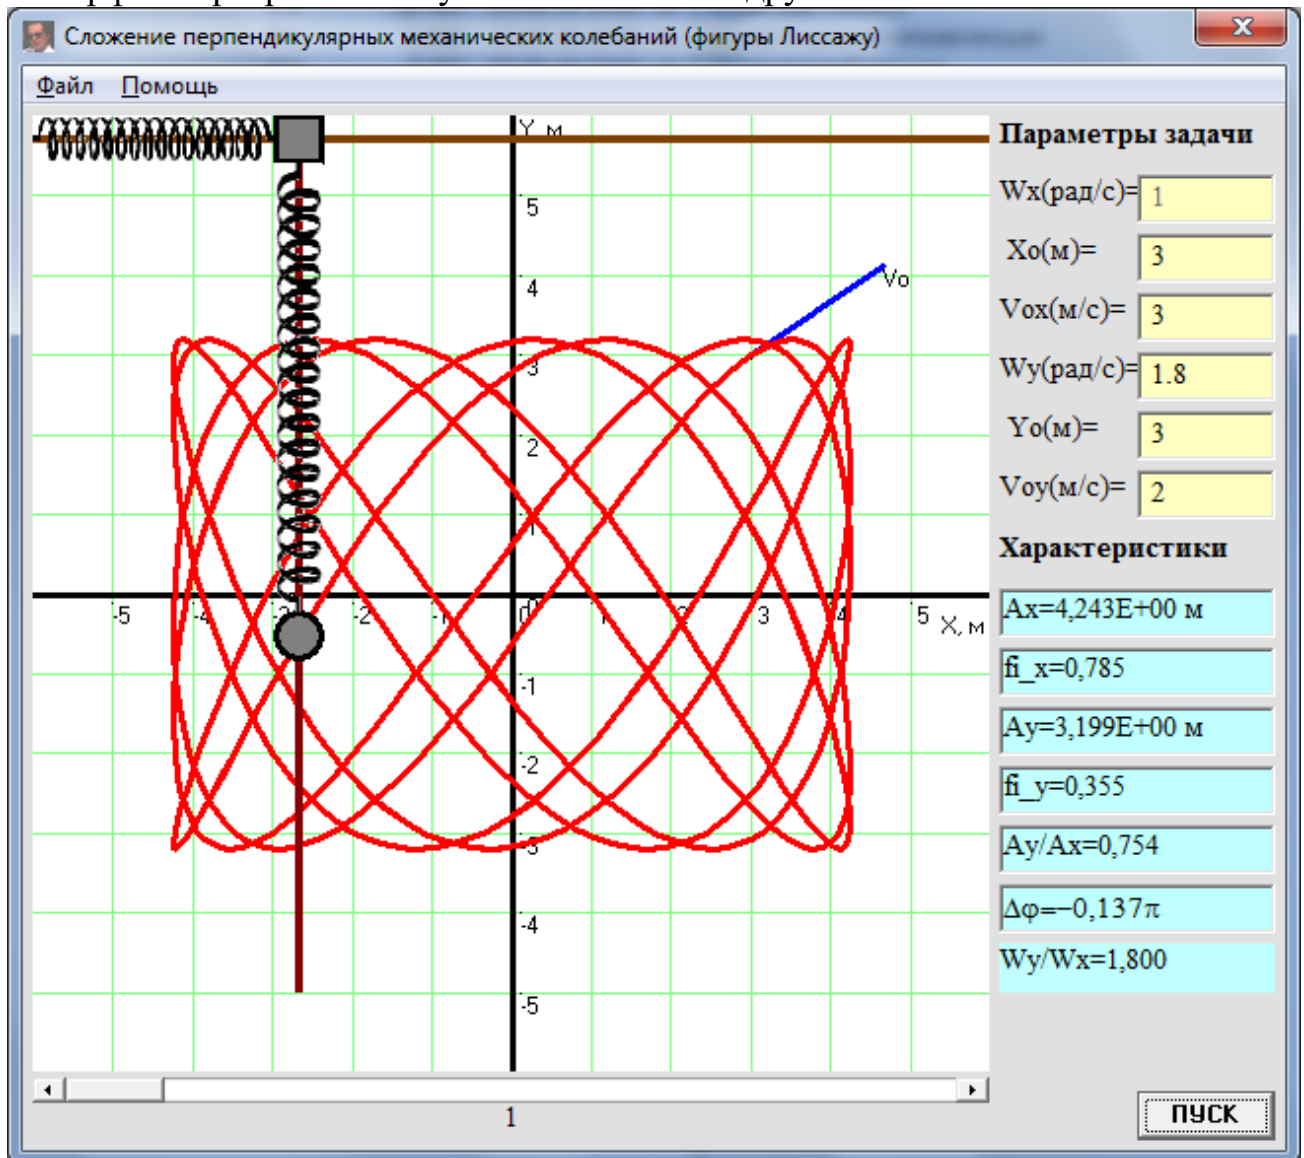 Сложение перпендикулярных механических колебаний (фигуры Лиссажу)
X
Файл Помощь
Y, м
5
4
3
2
1
0
-1
-2
-3
-4
-5
-5 -4 -3 -2 -1 0 1 2 3 4 5 X, м
Vo
Параметры задачи
Wx(рад/с)= 1
Xo(м)= 3
Vox(м/с)= 3
Wy(рад/с)= 1.8
Yo(м)= 3
Voy(м/с)= 2
Характеристики
Ax=4,243E+00 м
fi_x=0,785
Ay=3,199E+00 м
fi_y=0,355
Ay/Ax=0,754
Δφ=−0,137π
Wy/Wx=1,800
1
ПУСК